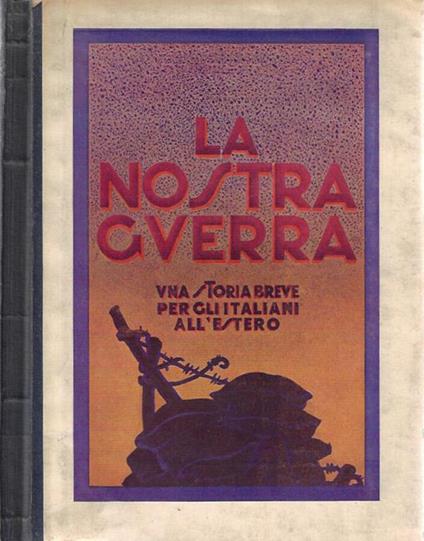 LA
NOSTRA
GVERRA
VNA STORIA BREVE
PER GLI ITALIANI
ALL'ESTERO